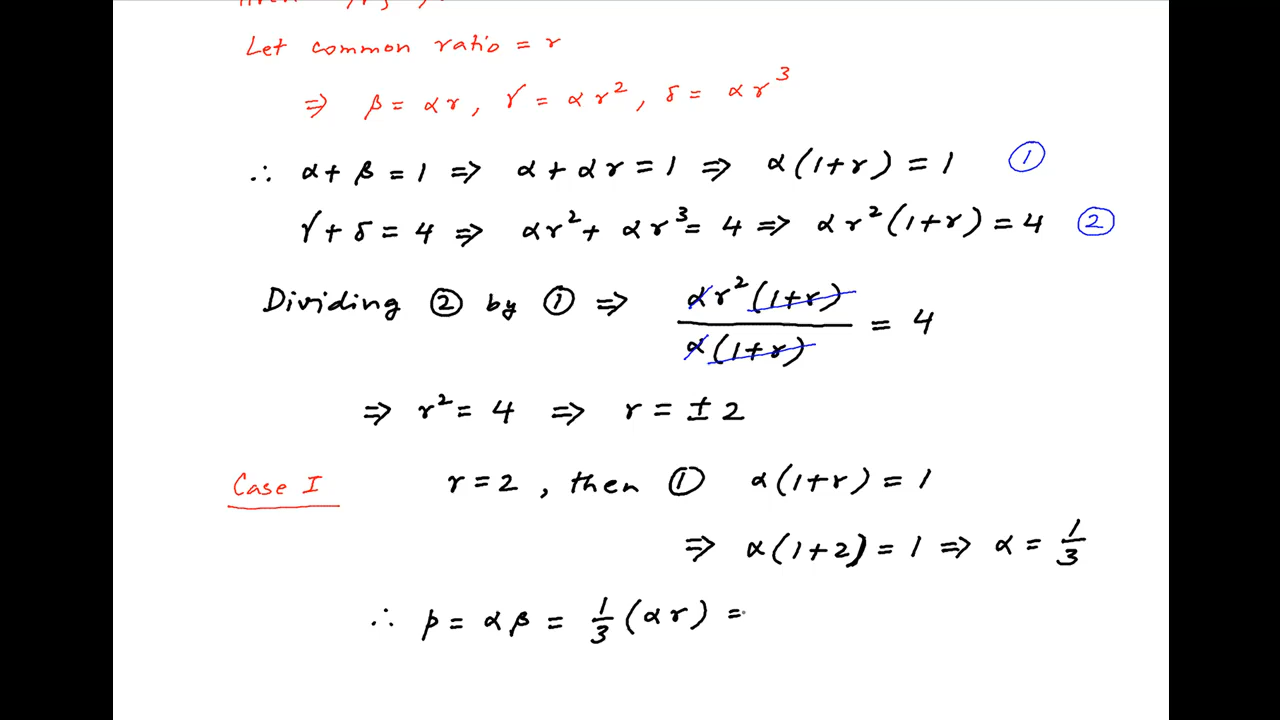 Let common ratio = r
⇒ β = αr, γ = αr², δ = αr³
∴ α + β = 1 ⇒ α + αr = 1 ⇒ α(1+r) = 1 ①
γ + δ = 4 ⇒ αr² + αr³ = 4 ⇒ αr²(1+r) = 4 ②
Dividing ② by ① ⇒ αr²(1+r) / α(1+r) = 4
⇒ r² = 4 ⇒ r = ± 2
Case I r = 2, then ① α(1+r) = 1
⇒ α(1+2) = 1 ⇒ α = 1/3
∴ p = αβ = 1/3 (αr) =